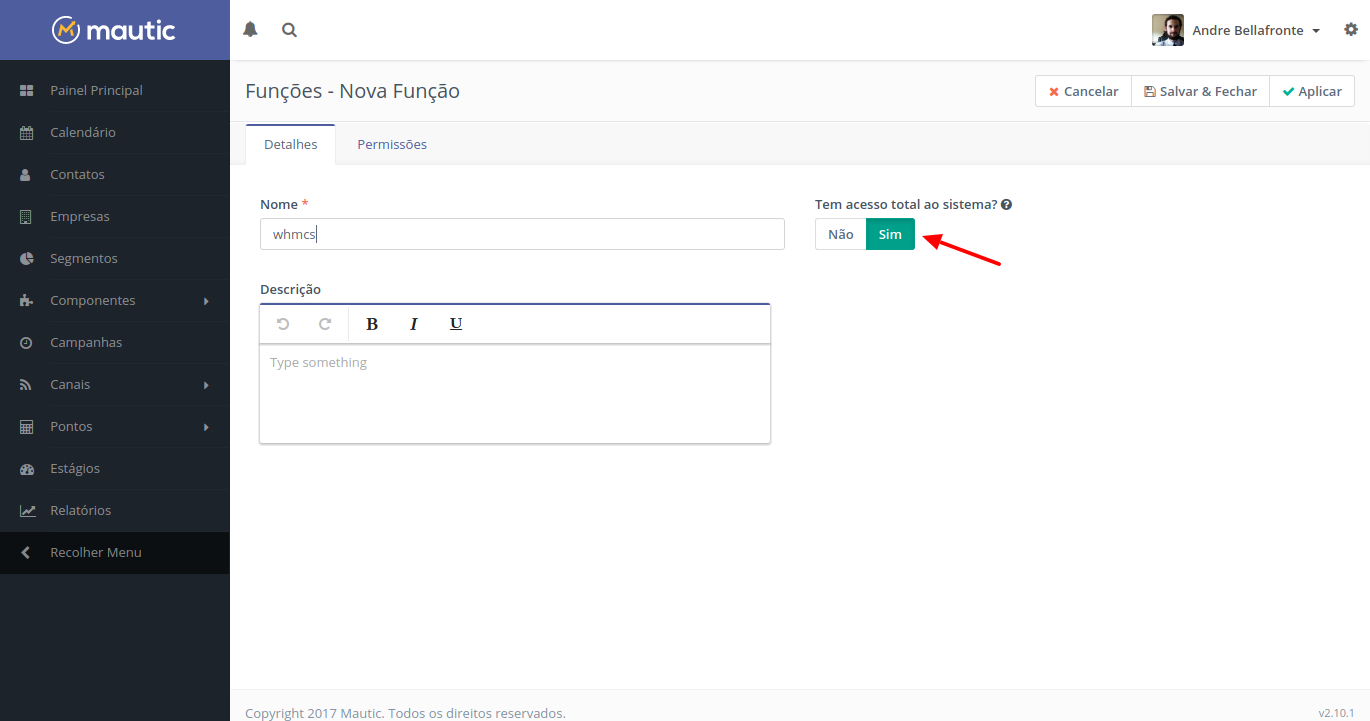 mautic
Andre Bellafronte
Painel Principal
Calendário
Contatos
Empresas
Segmentos
Componentes
Campanhas
Canais
Pontos
Estágios
Relatórios
Recolher Menu
Funções - Nova Função
Cancelar
Salvar & Fechar
Aplicar
Detalhes
Permissões
Nome *
whmcs
Tem acesso total ao sistema?
Não
Sim
Descrição
B I U
Type something
Copyright 2017 Mautic. Todos os direitos reservados.
v2.10.1